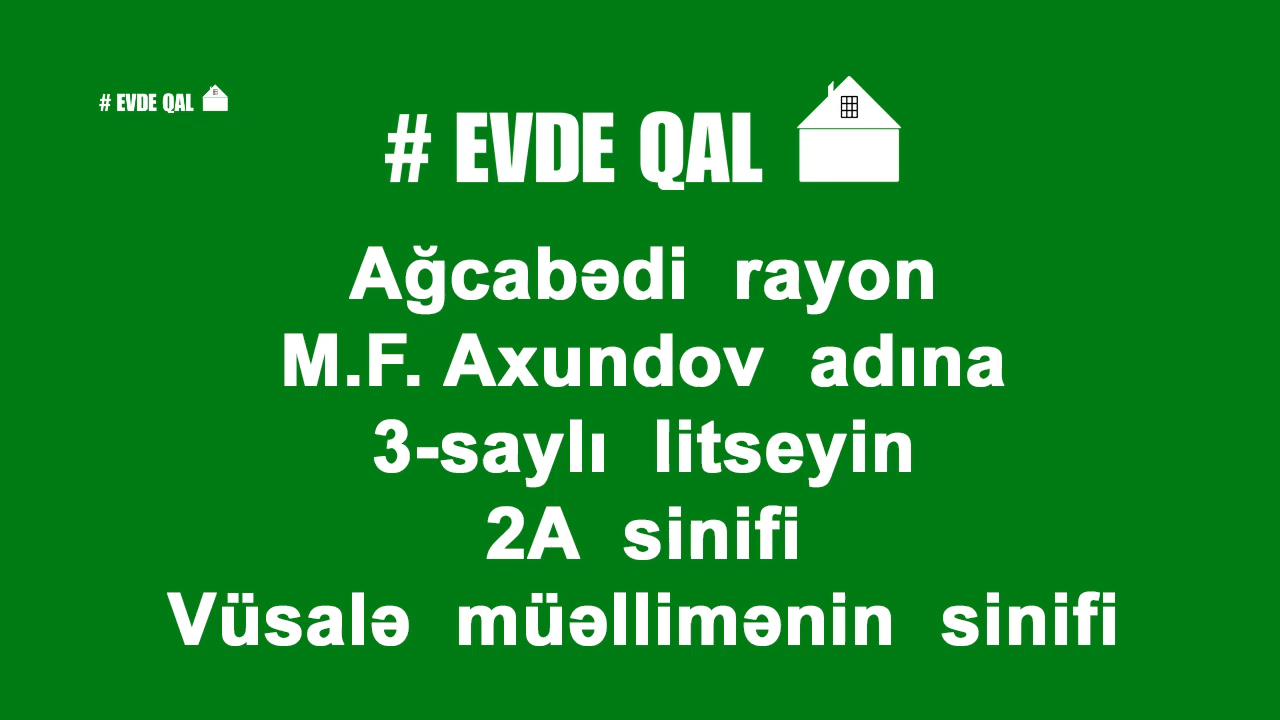 # EVDE QAL
# EVDE QAL
Ağcabədi rayon
M.F. Axundov adına
3-saylı litseyin
2A sinifi
Vüsalə müəllimənin sinifi